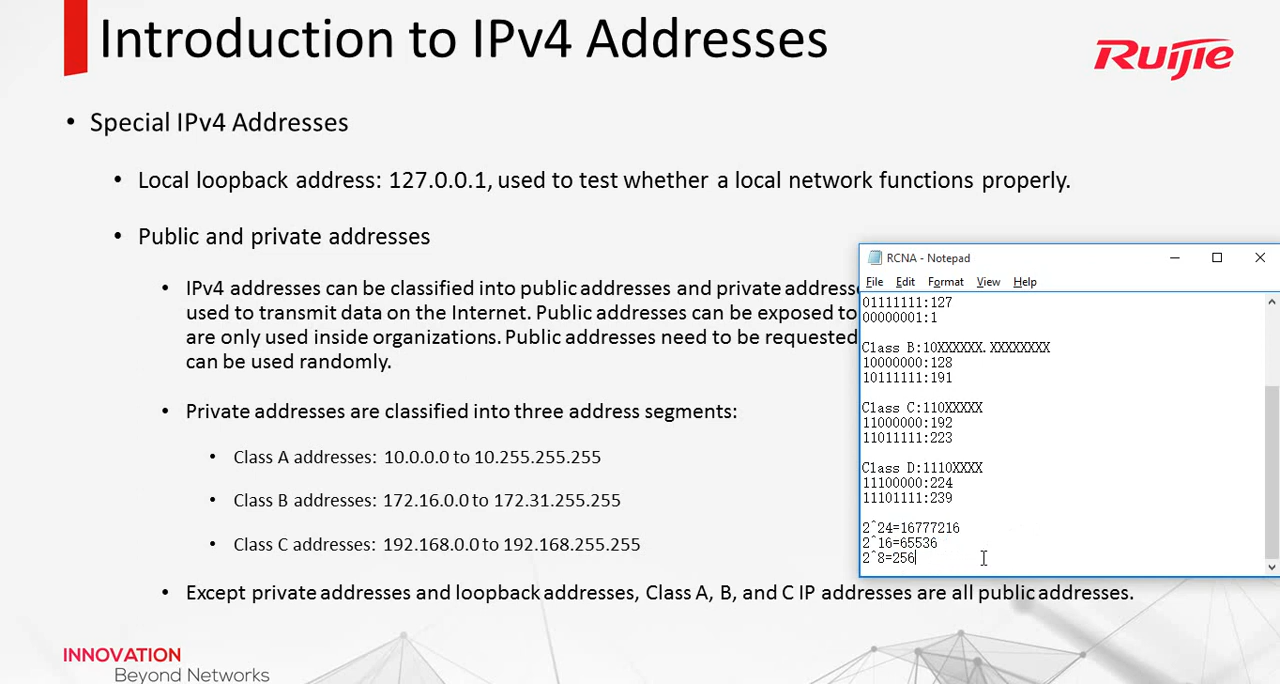 Introduction to IPv4 Addresses
Ruijie
• Special IPv4 Addresses
• Local loopback address: 127.0.0.1, used to test whether a local network functions properly.
• Public and private addresses
• IPv4 addresses can be classified into public addresses and private
used to transmit data on the Internet. Public addresses can be exposed to
are only used inside organizations. Public addresses need to be requested
can be used randomly.
• Private addresses are classified into three address segments:
• Class A addresses: 10.0.0.0 to 10.255.255.255
• Class B addresses: 172.16.0.0 to 172.31.255.255
• Class C addresses: 192.168.0.0 to 192.168.255.255
• Except private addresses and loopback addresses, Class A, B, and C IP addresses are all public addresses.
RCNA - Notepad
File Edit Format View Help
01111111:127
00000001:1
Class B:10XXXXXX.XXXXXXXX
10000000:128
10111111:191
Class C:110XXXXX
11000000:192
11011111:223
Class D:1110XXXX
11100000:224
11101111:239
2^24=16777216
2^16=65536
2^8=256
INNOVATION
Beyond Networks